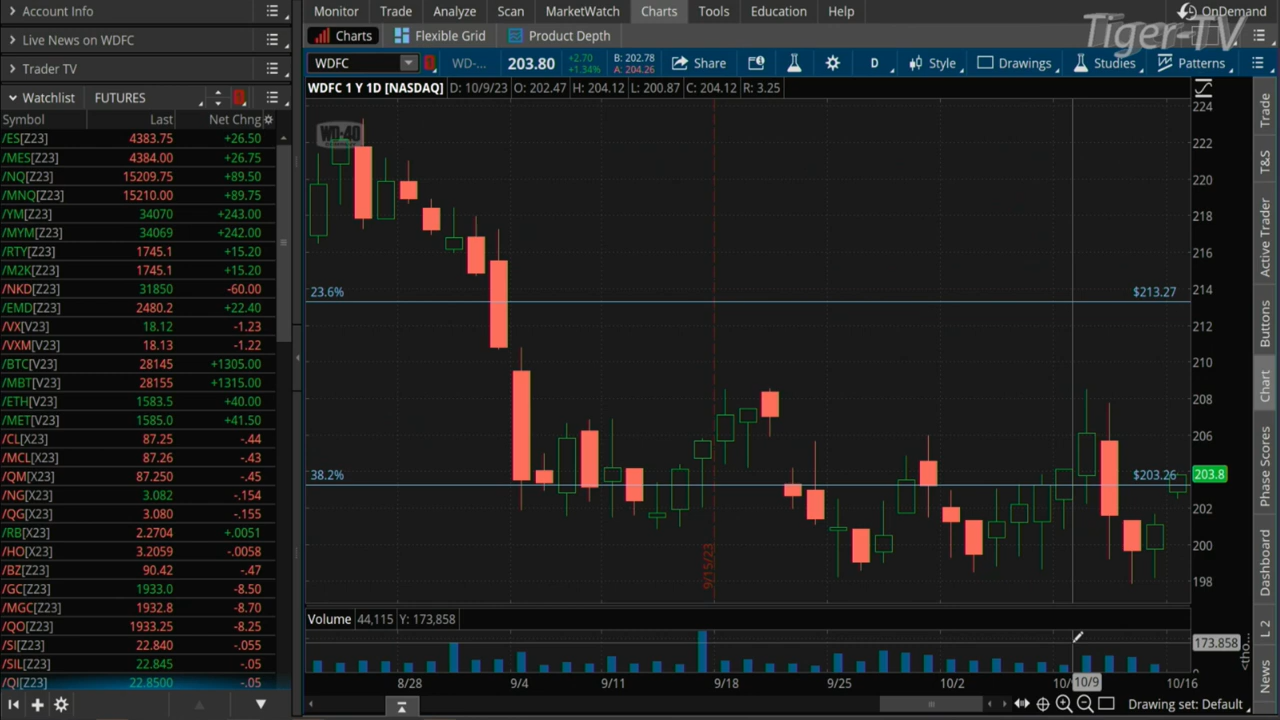 Account Info
Monitor Trade Analyze Scan MarketWatch Charts Tools Education Help OnDemand
Tiger-TV
Live News on WDFC
Charts Flexible Grid Product Depth
Trader TV
WDFC WD-... 203.80 +2.70 +1.34% B: 202.78 A: 204.26 Share D Style Drawings Studies Patterns
Watchlist FUTURES
WDFC 1 Y 1D [NASDAQ] D: 10/9/23 O: 202.47 H: 204.12 L: 200.87 C: 204.12 R: 3.25
Symbol Last Net Chng
/ES[Z23] 4383.75 +26.50
/MES[Z23] 4384.00 +26.75
/NQ[Z23] 15209.75 +89.50
/MNQ[Z23] 15210.00 +89.75
/YM[Z23] 34070 +243.00
/MYM[Z23] 34069 +242.00
/RTY[Z23] 1745.1 +15.20
/M2K[Z23] 1745.1 +15.20
/NKD[Z23] 31850 -60.00
/EMD[Z23] 2480.2 +22.40
/VX[V23] 18.12 -1.23
/VXM[V23] 18.13 -1.22
/BTC[V23] 28145 +1305.00
/MBT[V23] 28155 +1315.00
/ETH[V23] 1583.5 +40.00
/MET[V23] 1585.0 +41.50
/CL[X23] 87.25 -.44
/MCL[X23] 87.26 -.43
/QM[X23] 87.250 -.45
/NG[X23] 3.082 -.154
/QG[X23] 3.080 -.155
/RB[X23] 2.2704 +.0051
/HO[X23] 3.2059 -.0058
/BZ[Z23] 90.42 -.47
/GC[Z23] 1933.0 -8.50
/MGC[Z23] 1932.8 -8.70
/QO[Z23] 1933.25 -8.25
/SI[Z23] 22.840 -.055
/SIL[Z23] 22.845 -.05
/QI[Z23] 22.8500 -.05
WD-40
23.6% $213.27
38.2% $203.26
9/15/23
224
222
220
218
216
214
212
210
208
206
203.8
202
200
198
Volume 44,115 Y: 173,858
173,858
8/28 9/4 9/11 9/18 9/25 10/2 10/9 10/16
Drawing set: Default
Trade
T&S
Active Trader
Buttons
Chart
Phase Scores
Dashboard
L 2
News